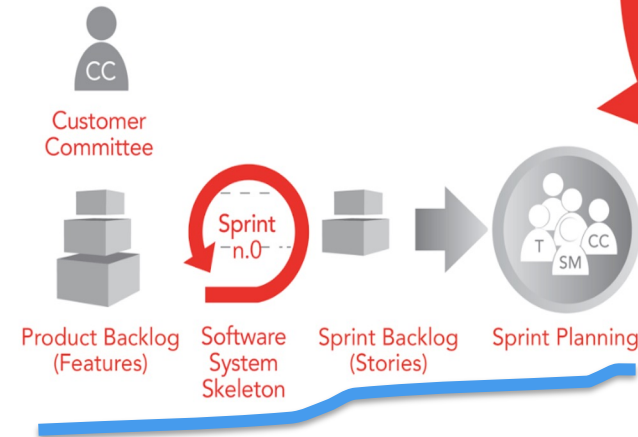 CC
Customer
Committee
Sprint
n.0
T
SM
CC
Product Backlog
(Features)
Software
System
Skeleton
Sprint Backlog
(Stories)
Sprint Planning